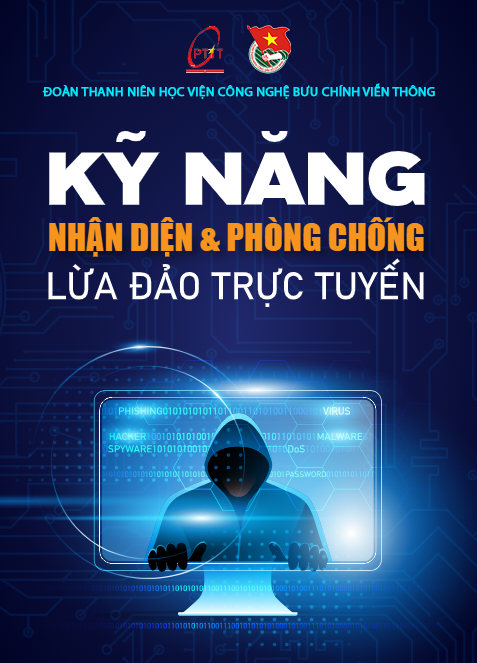 PTIT
ĐOÀN THANH NIÊN HỌC VIỆN CÔNG NGHỆ BƯU CHÍNH VIỄN THÔNG
KỸ NĂNG
NHẬN DIỆN & PHÒNG CHỐNG
LỪA ĐẢO TRỰC TUYẾN
PHISHING
VIRUS
HACKER
MALWARE
SPYWARE
DoS
PASSWORD